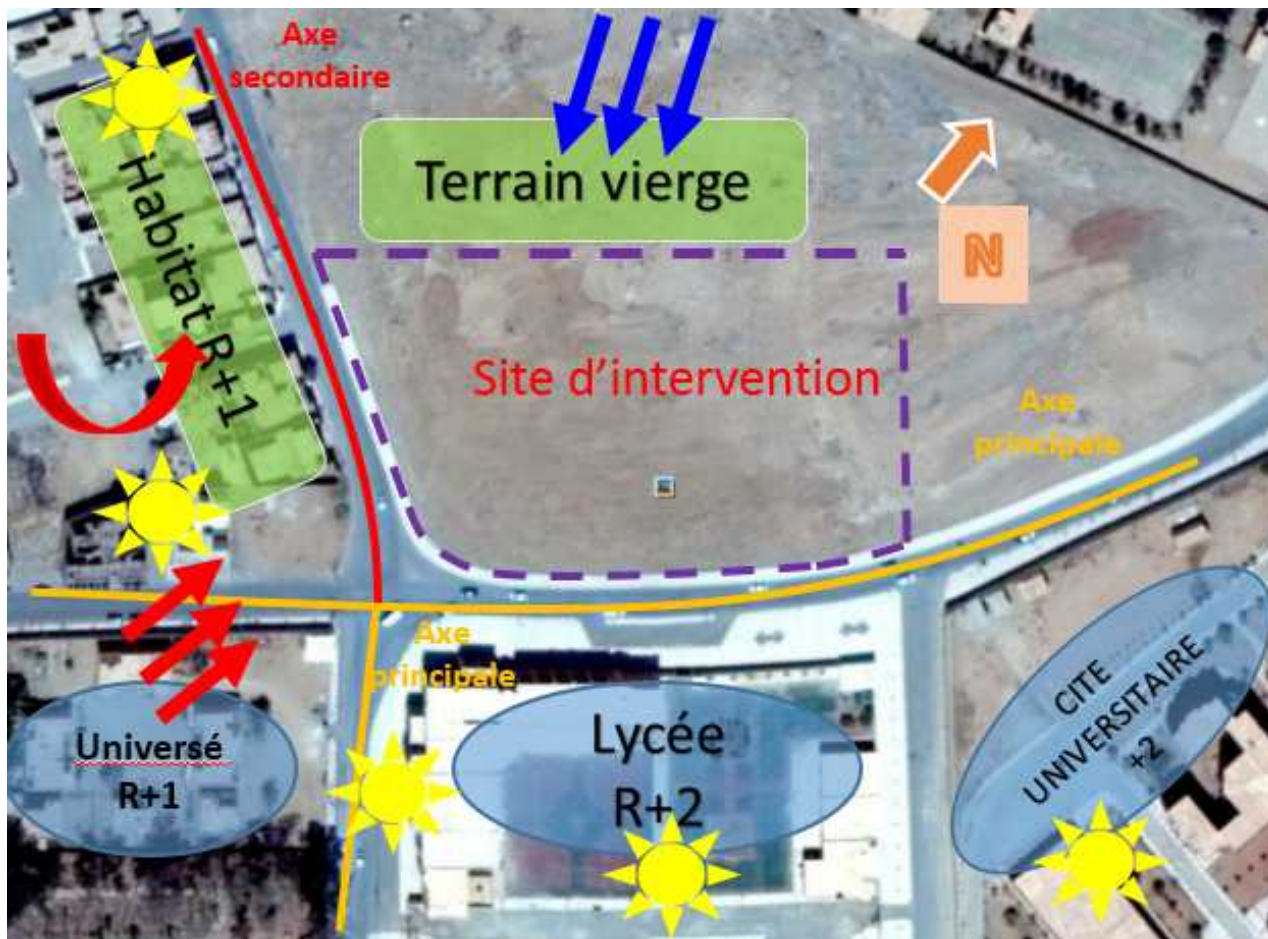 Axe
secondaire
Terrain vierge
N
Habitat R+1
Site d'intervention
Axe
principale
Axe
principale
Universé
R+1
Lycée
R+2
CITE
UNIVERSITAIRE
+2